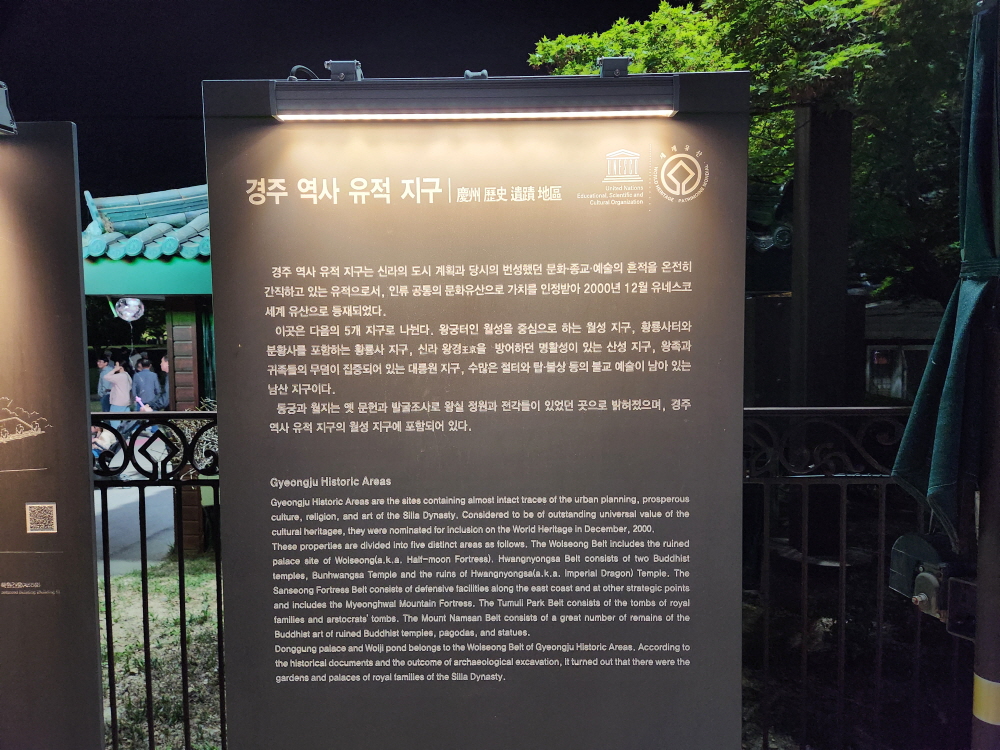 경주 역사 유적 지구 | 慶州 歷史 遺蹟 地區
United Nations
Educational, Scientific and
Cultural Organization
세계유산
WORLD HERITAGE PATRIMOINE MONDIAL
경주 역사 유적 지구는 신라의 도시 계획과 당시의 번성했던 문화·종교·예술의 흔적을 온전히
간직하고 있는 유적으로서, 인류 공통의 문화유산으로 가치를 인정받아 2000년 12월 유네스코
세계 유산으로 등재되었다.
이곳은 다음의 5개 지구로 나뉜다. 왕궁터인 월성을 중심으로 하는 월성 지구, 황룡사터와
분황사를 포함하는 황룡사 지구, 신라 왕경王京을 방어하던 명활성이 있는 산성 지구, 왕족과
귀족들의 무덤이 집중되어 있는 대릉원 지구, 수많은 절터와 탑·불상 등의 불교 예술이 남아 있는
남산 지구이다.
동궁과 월지는 옛 문헌과 발굴조사로 왕실 정원과 전각들이 있었던 곳으로 밝혀졌으며, 경주
역사 유적 지구의 월성 지구에 포함되어 있다.
Gyeongju Historic Areas
Gyeongju Historic Areas are the sites containing almost intact traces of the urban planning, prosperous
culture, religion, and art of the Silla Dynasty. Considered to be of outstanding universal value of the
cultural heritages, they were nominated for inclusion on the World Heritage in December, 2000.
These properties are divided into five distinct areas as follows. The Wolseong Belt includes the ruined
palace site of Wolseong(a.k.a. Half-moon Fortress). Hwangnyongsa Belt consists of two Buddhist
temples, Bunhwangsa Temple and the ruins of Hwangnyongsa(a.k.a. Imperial Dragon) Temple. The
Sanseong Fortress Belt consists of defensive facilities along the east coast and at other strategic points
and includes the Myeonghwal Mountain Fortress. The Tumuli Park Belt consists of the tombs of royal
families and arstocrats' tombs. The Mount Namsan Belt consists of a great number of remains of the
Buddhist art of ruined Buddhist temples, pagodas, and statues.
Donggung palace and Wolji pond belongs to the Wolseong Belt of Gyeongju Historic Areas. According to
the historical documents and the outcome of archaeological excavation, it turned out that there were the
gardens and palaces of royal families of the Silla Dynasty.